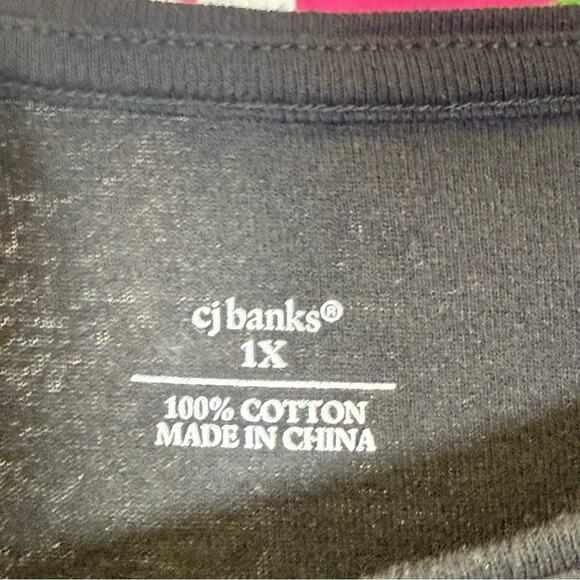 cj banks®
1X
100% COTTON
MADE IN CHINA